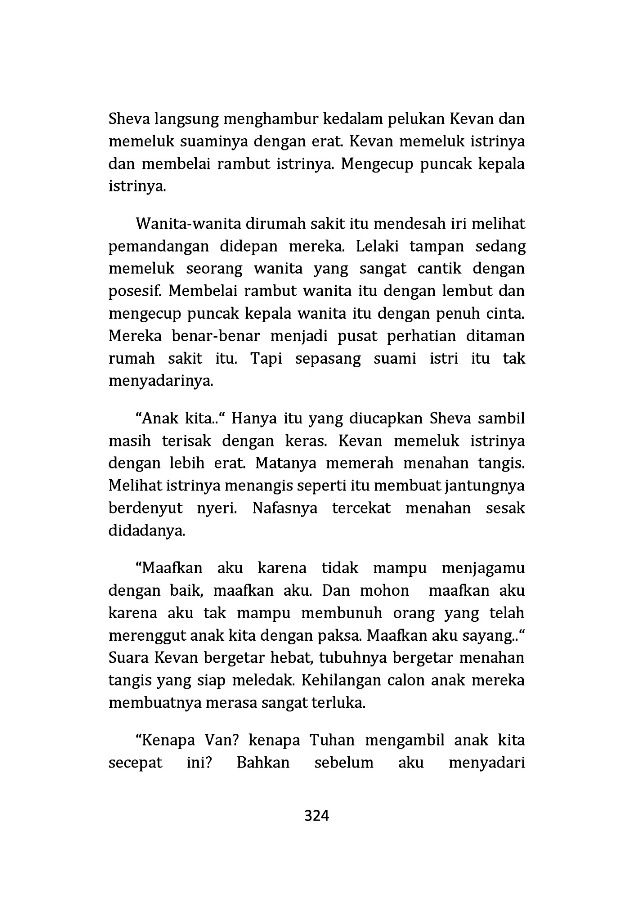 Sheva langsung menghambur kedalam pelukan Kevan dan
memeluk suaminya dengan erat. Kevan memeluk istrinya
dan membelai rambut istrinya. Mengecup puncak kepala
istrinya.
Wanita-wanita dirumah sakit itu mendesah iri melihat
pemandangan didepan mereka. Lelaki tampan sedang
memeluk seorang wanita yang sangat cantik dengan
posesif. Membelai rambut wanita itu dengan lembut dan
mengecup puncak kepala wanita itu dengan penuh cinta.
Mereka benar-benar menjadi pusat perhatian ditaman
rumah sakit itu. Tapi sepasang suami istri itu tak
menyadarinya.
“Anak kita..“ Hanya itu yang diucapkan Sheva sambil
masih terisak dengan keras. Kevan memeluk istrinya
dengan lebih erat. Matanya memerah menahan tangis.
Melihat istrinya menangis seperti itu membuat jantungnya
berdenyut nyeri. Nafasnya tercekat menahan sesak
didadanya.
“Maafkan aku karena tidak mampu menjagamu
dengan baik, maafkan aku. Dan mohon  maafkan aku
karena aku tak mampu membunuh orang yang telah
merenggut anak kita dengan paksa. Maafkan aku sayang..“
Suara Kevan bergetar hebat, tubuhnya bergetar menahan
tangis yang siap meledak. Kehilangan calon anak mereka
membuatnya merasa sangat terluka.
“Kenapa Van? kenapa Tuhan mengambil anak kita
secepat ini? Bahkan sebelum aku menyadari
324